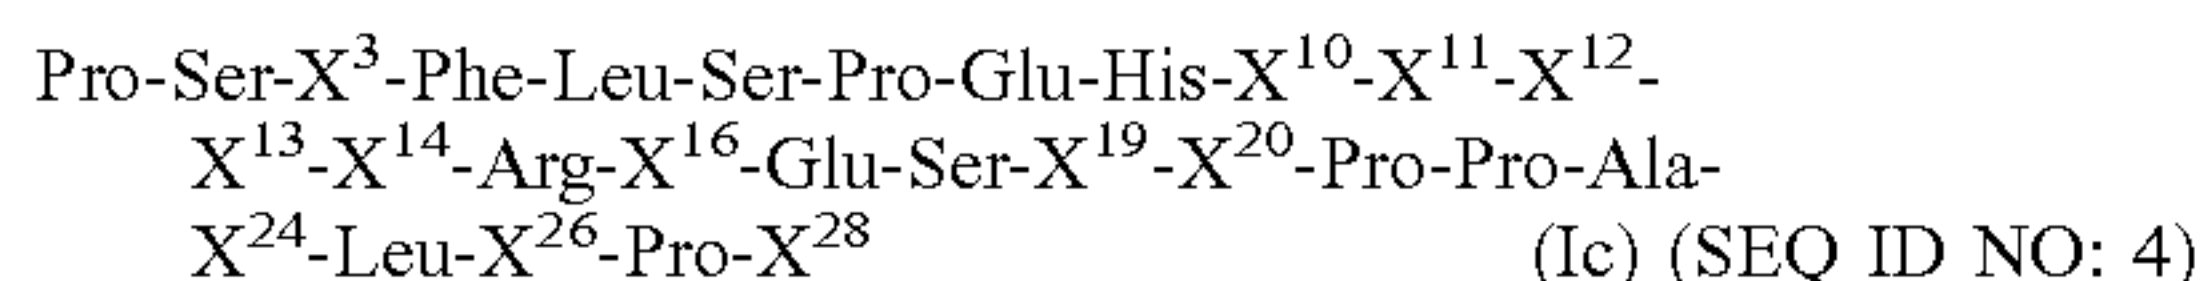 Pro-Ser-X³-Phe-Leu-Ser-Pro-Glu-His-X¹⁰-X¹¹-X¹²-
X¹³-X¹⁴-Arg-X¹⁶-Glu-Ser-X¹⁹-X²⁰-Pro-Pro-Ala-
X²⁴-Leu-X²⁶-Pro-X²⁸ (Ic) (SEQ ID NO: 4)